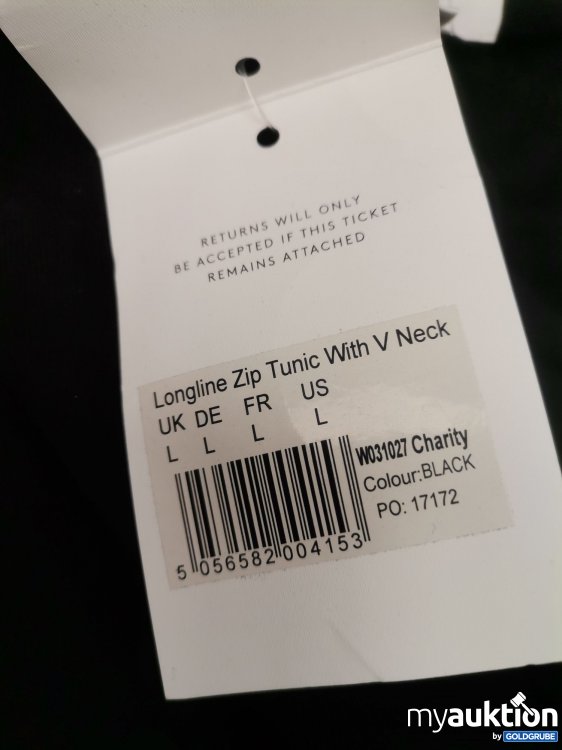 RETURNS WILL ONLY
BE ACCEPTED IF THIS TICKET
REMAINS ATTACHED
Longline Zip Tunic With V Neck
UK DE FR US
L L L L
W031027 Charity
Colour:BLACK
PO: 17172
5 056582 004153
myauktion
by GOLDGRUBE